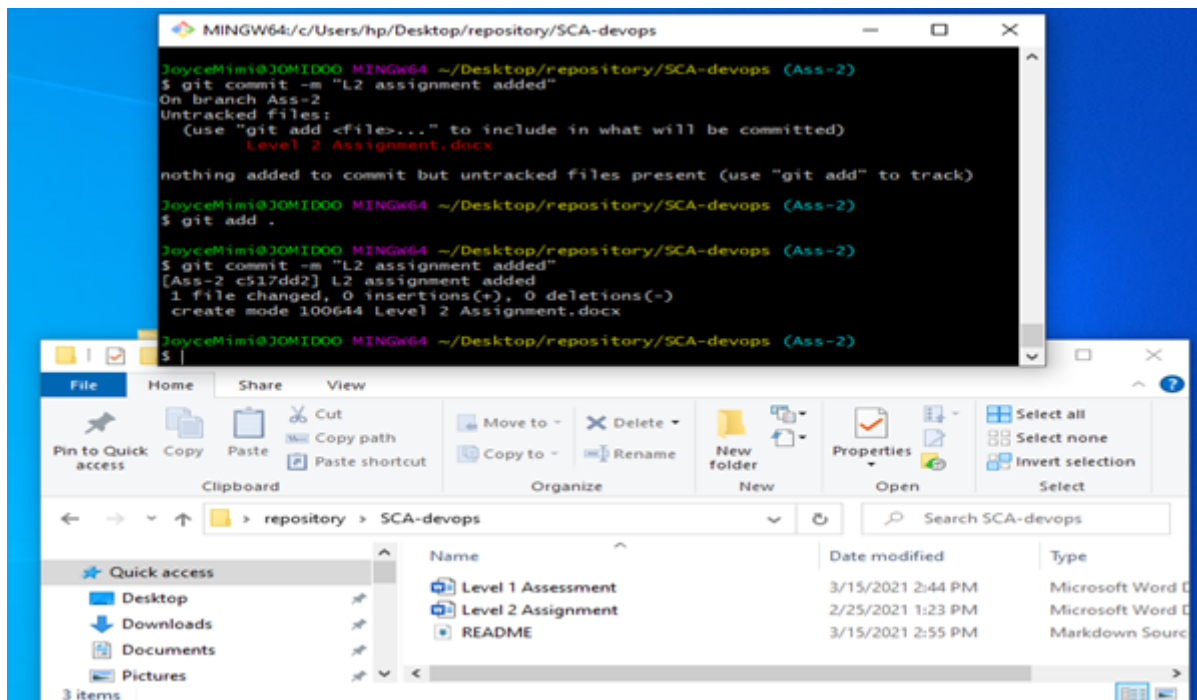 MINGW64:/c/Users/hp/Desktop/repository/SCA-devops
JoyceMimi@JOMIDOO MINGW64 ~/Desktop/repository/SCA-devops (Ass-2)
$ git commit -m "L2 assignment added"
On branch Ass-2
Untracked files:
(use "git add <file>..." to include in what will be committed)
Level 2 Assignment.docx
nothing added to commit but untracked files present (use "git add" to track)
JoyceMimi@JOMIDOO MINGW64 ~/Desktop/repository/SCA-devops (Ass-2)
$ git add .
JoyceMimi@JOMIDOO MINGW64 ~/Desktop/repository/SCA-devops (Ass-2)
$ git commit -m "L2 assignment added"
[Ass-2 c517dd2] L2 assignment added
1 file changed, 0 insertions(+), 0 deletions(-)
create mode 100644 Level 2 Assignment.docx
JoyceMimi@JOMIDOO MINGW64 ~/Desktop/repository/SCA-devops (Ass-2)
$
File Home Share View
Pin to Quick access
Copy
Paste
Cut
Copy path
Paste shortcut
Clipboard
Move to
Copy to
Delete
Rename
Organize
New folder
New
Properties
Open
Select all
Select none
Invert selection
Select
repository > SCA-devops
Search SCA-devops
Name Date modified Type
Quick access
Desktop
Downloads
Documents
Pictures
Level 1 Assessment 3/15/2021 2:44 PM Microsoft Word D
Level 2 Assignment 2/25/2021 1:23 PM Microsoft Word D
README 3/15/2021 2:55 PM Markdown Sourc
3 items